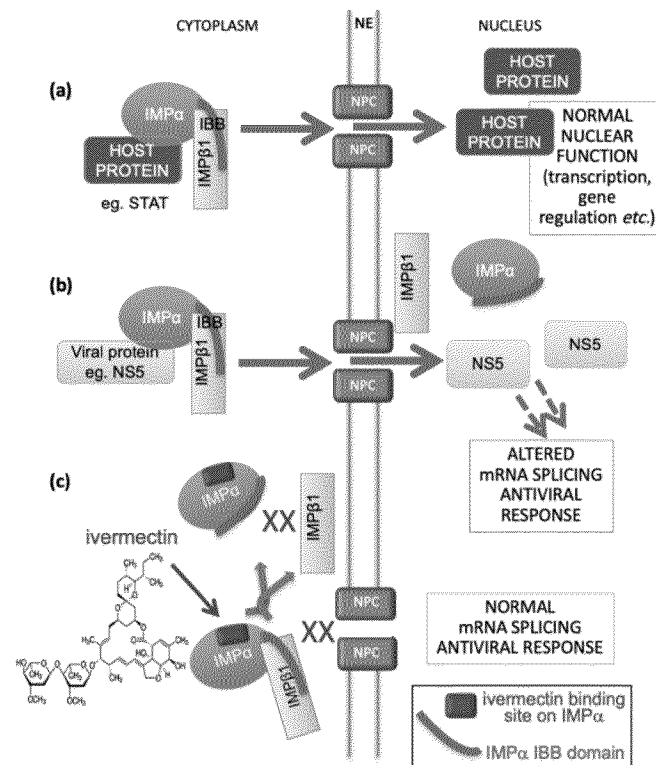 CYTOPLASM
NE
NUCLEUS
(a)
IMPα
IBB
IMPβ1
HOST
PROTEIN
eg. STAT
NPC
NPC
HOST
PROTEIN
HOST
PROTEIN
NORMAL
NUCLEAR
FUNCTION
(transcription,
gene
regulation etc.)
(b)
IMPα
IBB
IMPβ1
Viral protein
eg. NS5
NPC
NPC
IMPβ1
IMPα
NS5
NS5
ALTERED
mRNA SPLICING
ANTIVIRAL
RESPONSE
(c)
IMPα
XX
IMPβ1
ivermectin
IMPα
IMPβ1
XX
NPC
NPC
NORMAL
mRNA SPLICING
ANTIVIRAL RESPONSE
ivermectin binding
site on IMPα
IMPα IBB domain